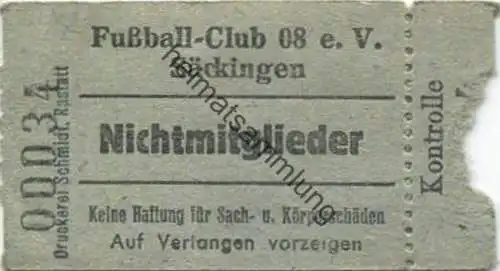 Fußball-Club 08 e. V.
Säckingen
Nichtmitglieder
Keine Haftung für Sach- u. Körperschäden
Auf Verlangen vorzeigen
00034
Druckerei Schmidt, Rastatt
Kontrolle
heimatsammlung